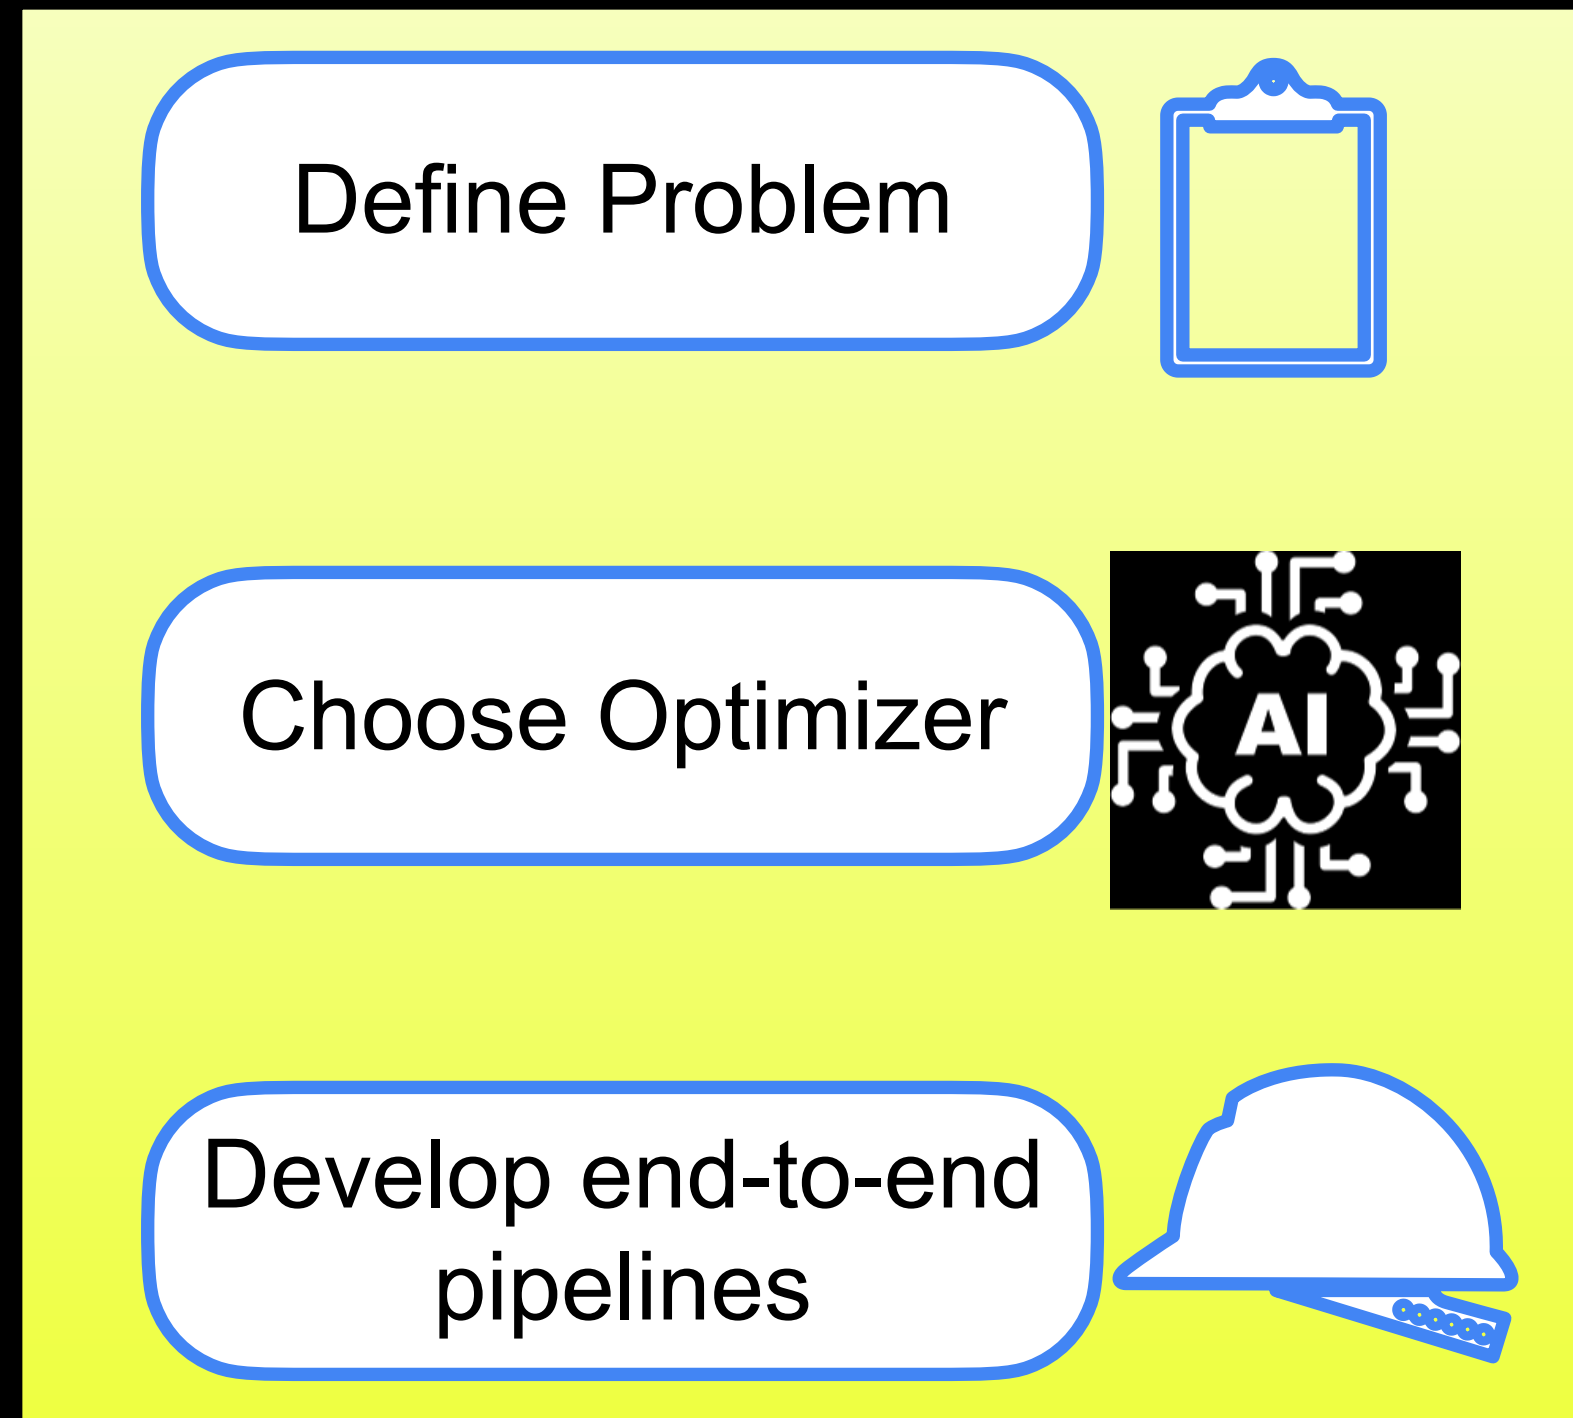 Define Problem
Choose Optimizer
AI
Develop end-to-end
pipelines